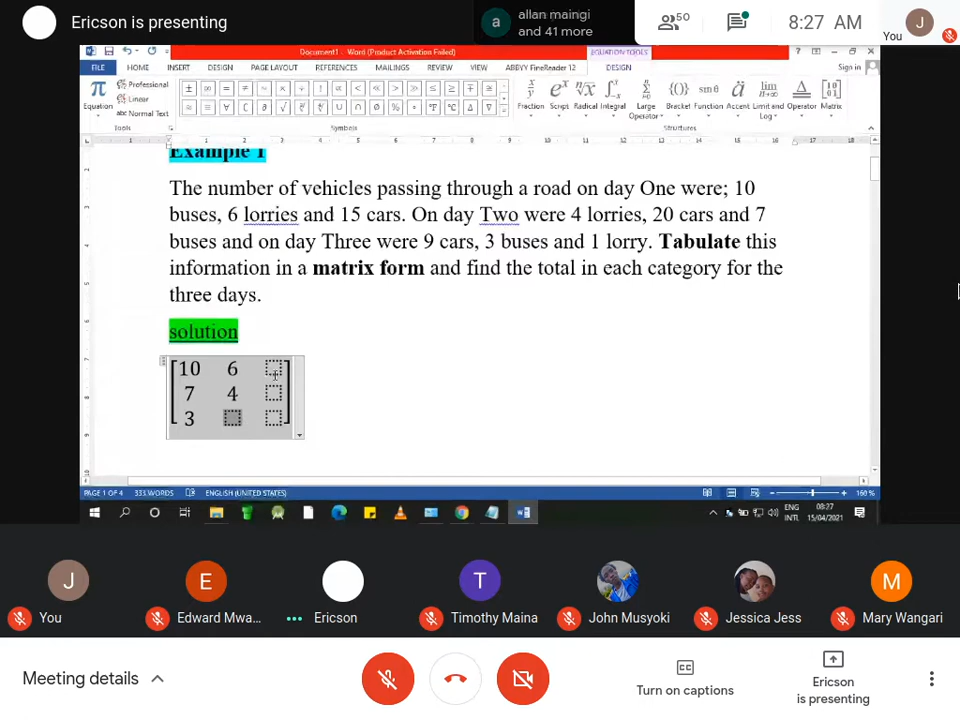 Ericson is presenting
a
allan maingi
and 41 more
50
8:27 AM
You
J
Document1 - Word (Product Activation Failed)
EQUATION TOOLS
?
FILE
HOME
INSERT
DESIGN
PAGE LAYOUT
REFERENCES
MAILINGS
REVIEW
VIEW
ABBYY FineReader 12
DESIGN
Sign in
Equation
Professional
Linear
abc Normal Text
Tools
Symbols
Fraction
Script
Radical
Integral
Large
Operator
Bracket
Function
Accent
Limit and
Log
Operator
Matrix
Structures
Example 1
The number of vehicles passing through a road on day One were; 10
buses, 6 lorries and 15 cars. On day Two were 4 lorries, 20 cars and 7
buses and on day Three were 9 cars, 3 buses and 1 lorry. Tabulate this
information in a matrix form and find the total in each category for the
three days.
solution
10 6
7 4
3
PAGE 1 OF 4
333 WORDS
ENGLISH (UNITED STATES)
160 %
ENG
INTL
08:27
15/04/2021
J
E
T
M
You
Edward Mwa...
Ericson
Timothy Maina
John Musyoki
Jessica Jess
Mary Wangari
Meeting details
Turn on captions
Ericson
is presenting